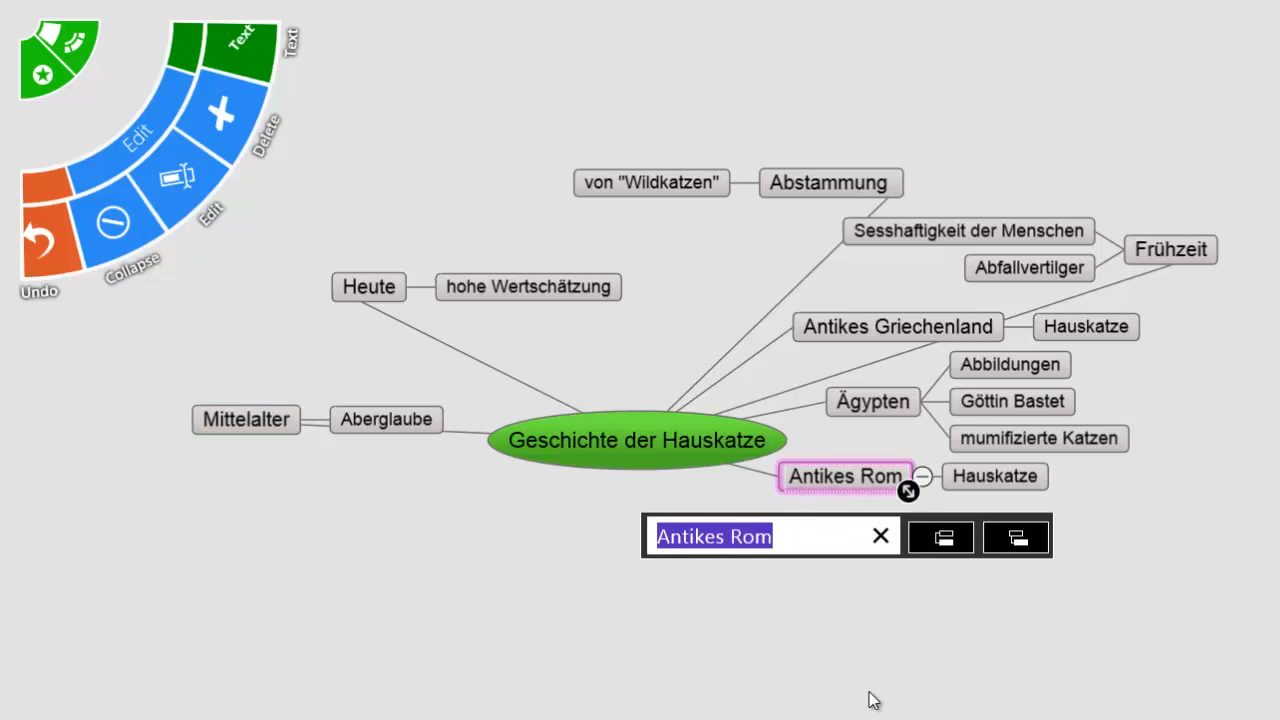 Text
Text
Edit
Delete
Edit
Collapse
Undo
von "Wildkatzen"
Abstammung
Sesshaftigkeit der Menschen
Frühzeit
Abfallvertilger
Heute
hohe Wertschätzung
Antikes Griechenland
Hauskatze
Abbildungen
Ägypten
Göttin Bastet
mumifizierte Katzen
Mittelalter
Aberglaube
Geschichte der Hauskatze
Antikes Rom
Hauskatze
Antikes Rom